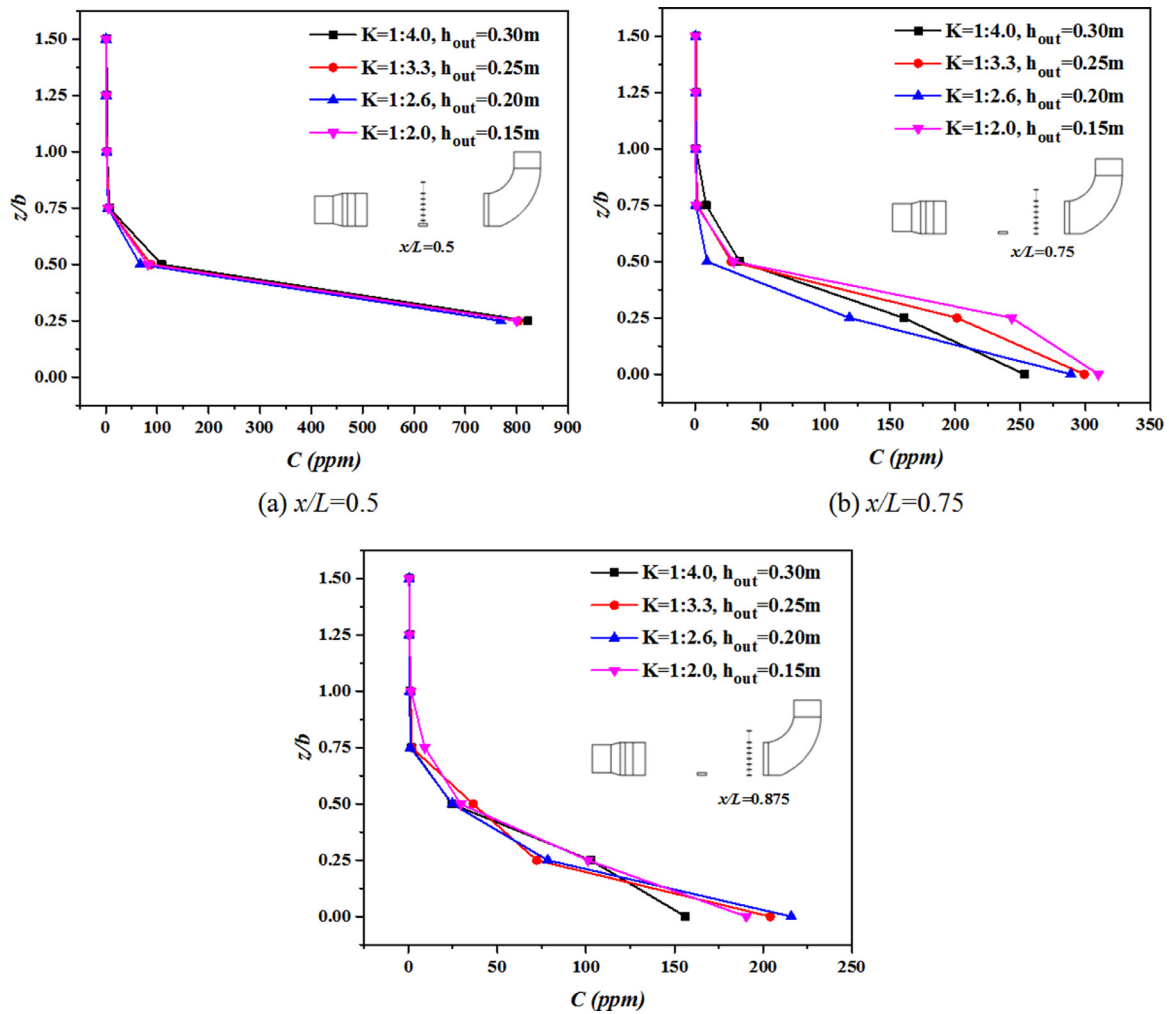 K=1:4.0, hout=0.30m
K=1:3.3, hout=0.25m
K=1:2.6, hout=0.20m
K=1:2.0, hout=0.15m
x/L=0.5
z/b
1.50
1.25
1.00
0.75
0.50
0.25
0.00
0 100 200 300 400 500 600 700 800 900
C (ppm)
(a) x/L=0.5
K=1:4.0, hout=0.30m
K=1:3.3, hout=0.25m
K=1:2.6, hout=0.20m
K=1:2.0, hout=0.15m
x/L=0.75
z/b
1.50
1.25
1.00
0.75
0.50
0.25
0.00
0 50 100 150 200 250 300 350
C (ppm)
(b) x/L=0.75
K=1:4.0, hout=0.30m
K=1:3.3, hout=0.25m
K=1:2.6, hout=0.20m
K=1:2.0, hout=0.15m
x/L=0.875
z/b
1.50
1.25
1.00
0.75
0.50
0.25
0.00
0 50 100 150 200 250
C (ppm)